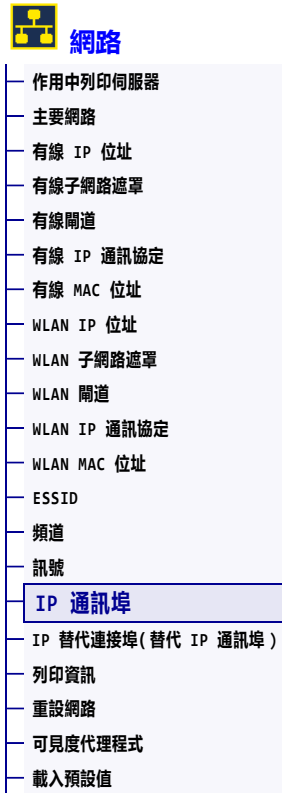 網路
作用中列印伺服器
主要網路
有線 IP 位址
有線子網路遮罩
有線閘道
有線 IP 通訊協定
有線 MAC 位址
WLAN IP 位址
WLAN 子網路遮罩
WLAN 閘道
WLAN IP 通訊協定
WLAN MAC 位址
ESSID
頻道
訊號
IP 通訊埠
IP 替代連接埠(替代 IP 通訊埠)
列印資訊
重設網路
可見度代理程式
載入預設值